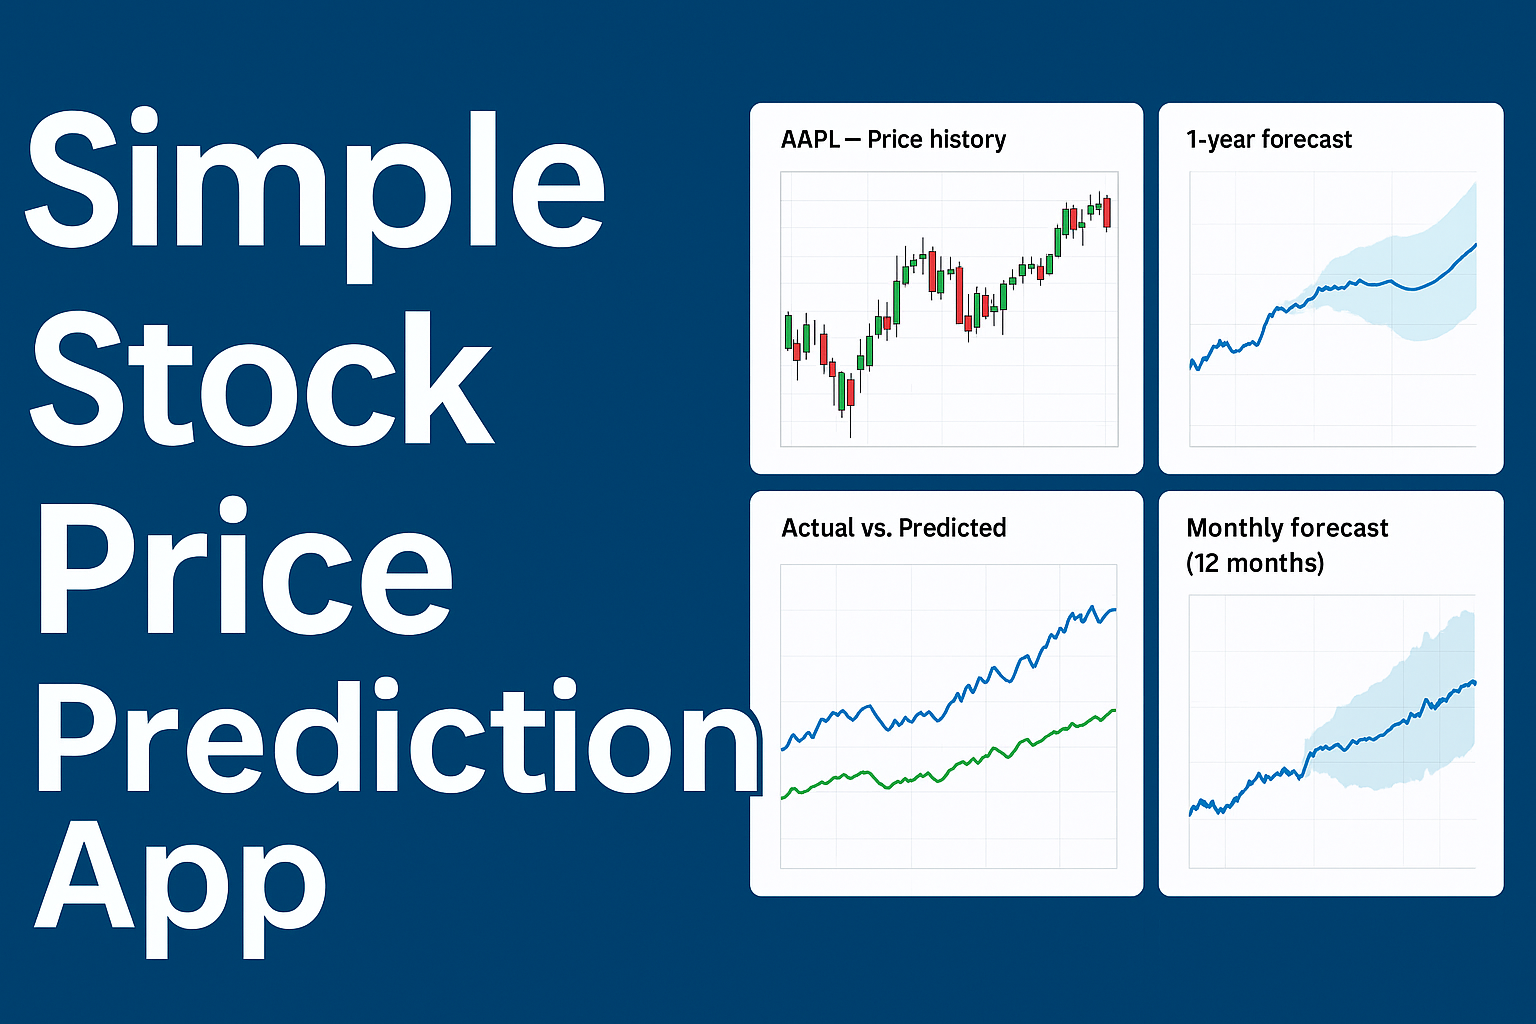 Simple
Stock
Price
Prediction
App
AAPL – Price history
1-year forecast
Actual vs. Predicted
Monthly forecast
(12 months)